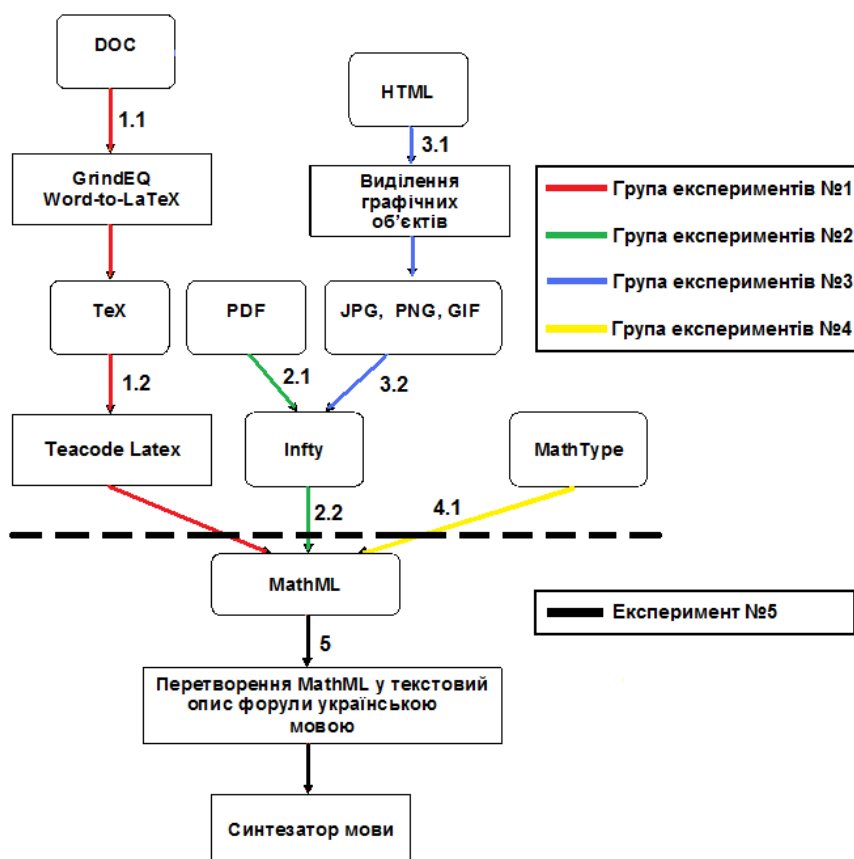 DOC
HTML
1.1
3.1
GrindEQ
Word-to-LaTeX
Виділення
графічних
об’єктів
Група експериментів №1
Група експериментів №2
Група експериментів №3
Група експериментів №4
TeX
PDF
JPG, PNG, GIF
1.2
2.1
3.2
Teacode Latex
Infty
MathType
2.2
4.1
MathML
Експеримент №5
5
Перетворення MathML у текстовий
опис форули українською
мовою
Синтезатор мови